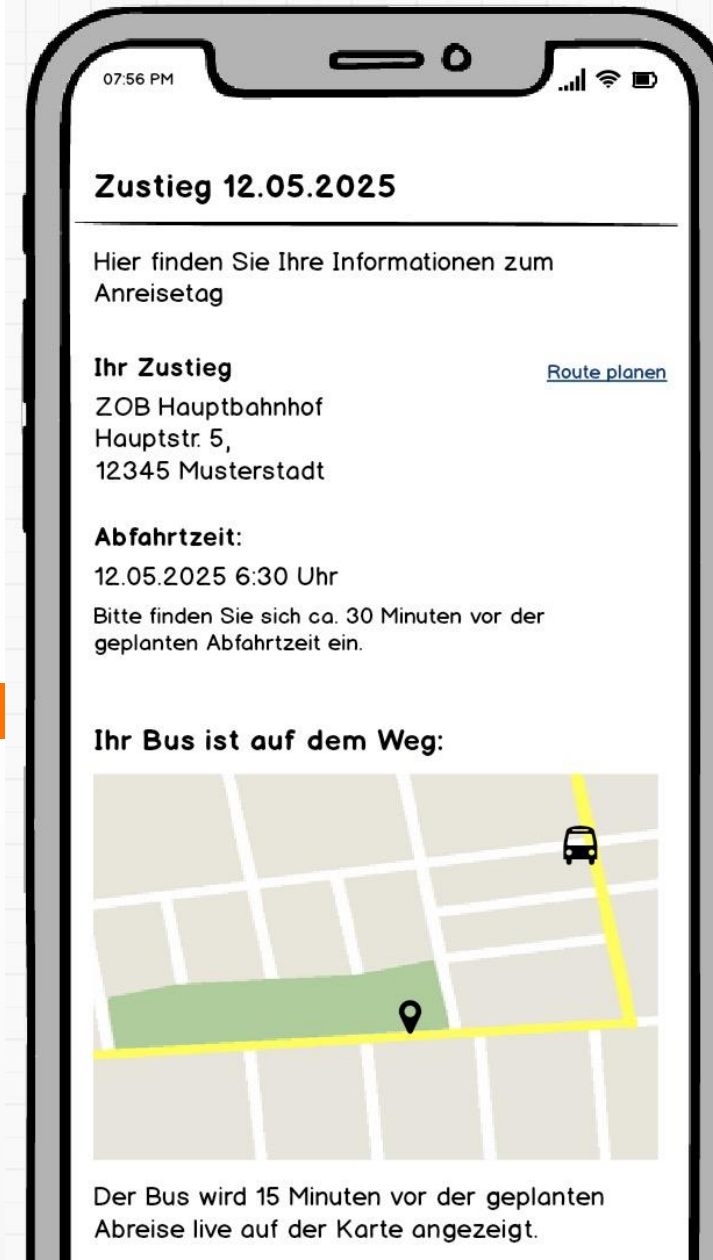 07:56 PM
Zustieg 12.05.2025
Hier finden Sie Ihre Informationen zum
Anreisetag
Ihr Zustieg
Route planen
ZOB Hauptbahnhof
Hauptstr. 5,
12345 Musterstadt
Abfahrtzeit:
12.05.2025 6:30 Uhr
Bitte finden Sie sich ca. 30 Minuten vor der
geplanten Abfahrtzeit ein.
Ihr Bus ist auf dem Weg:
Der Bus wird 15 Minuten vor der geplanten
Abreise live auf der Karte angezeigt.